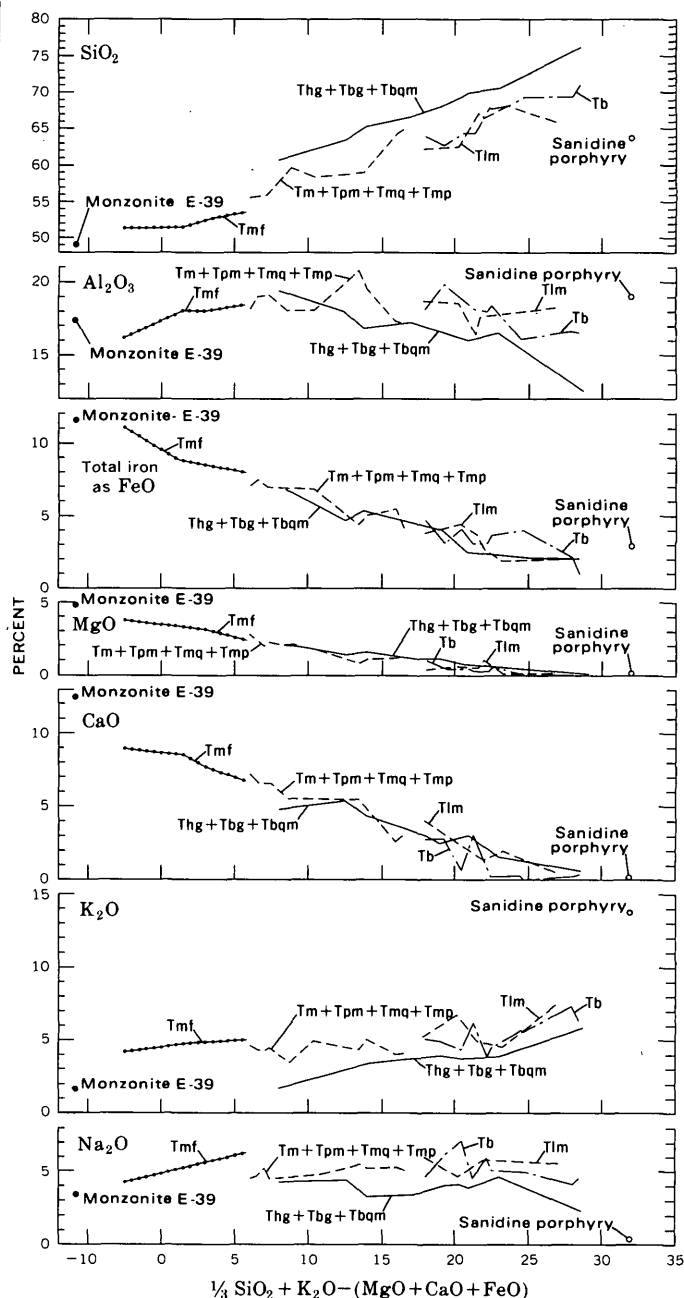 80
75
70
65
60
55
50
SiO₂
Thg+Tbg+Tbqm
Tb
Tlm
Sanidine porphyry
Tm+Tpm+Tmq+Tmp
Monzonite E-39
Tmf
20
15
Al₂O₃
Tm+Tpm+Tmq+Tmp
Sanidine porphyry
Tmf
Tlm
Monzonite E-39
Tb
Thg+Tbg+Tbqm
10
5
0
Monzonite- E-39
Tmf
Total iron
as FeO
Tm+Tpm+Tmq+Tmp
Sanidine
porphyry
Tlm
Thg+Tbg+Tbqm
Tb
PERCENT
5
0
Monzonite E-39
MgO
Tmf
Thg+Tbg+Tbqm
Tm+Tpm+Tmq+Tmp
Tb
Tlm
Sanidine
porphyry
10
5
0
Monzonite E-39
CaO
Tmf
Tm+Tpm+Tmq+Tmp
Tlm
Thg+Tbg+Tbqm
Tb
Sanidine
porphyry
15
10
5
0
K₂O
Sanidine porphyry
Tm+Tpm+Tmq+Tmp
Tlm
Tb
Tmf
Monzonite E-39
Thg+Tbg+Tbqm
5
0
Na₂O
Tmf
Tm+Tpm+Tmq+Tmp
Tb
Tlm
Monzonite E-39
Thg+Tbg+Tbqm
Sanidine porphyry
−10 −5 0 5 10 15 20 25 30 35
⅓ SiO₂ + K₂O−(MgO+CaO+FeO)